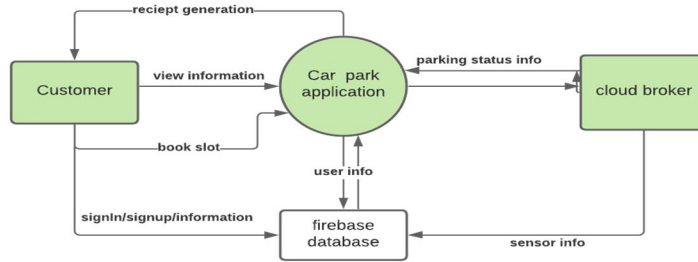 reciept generation
parking status info
Car park
application
Customer
view information
cloud broker
book slot
user info
signIn/signup/information
firebase
database
sensor info